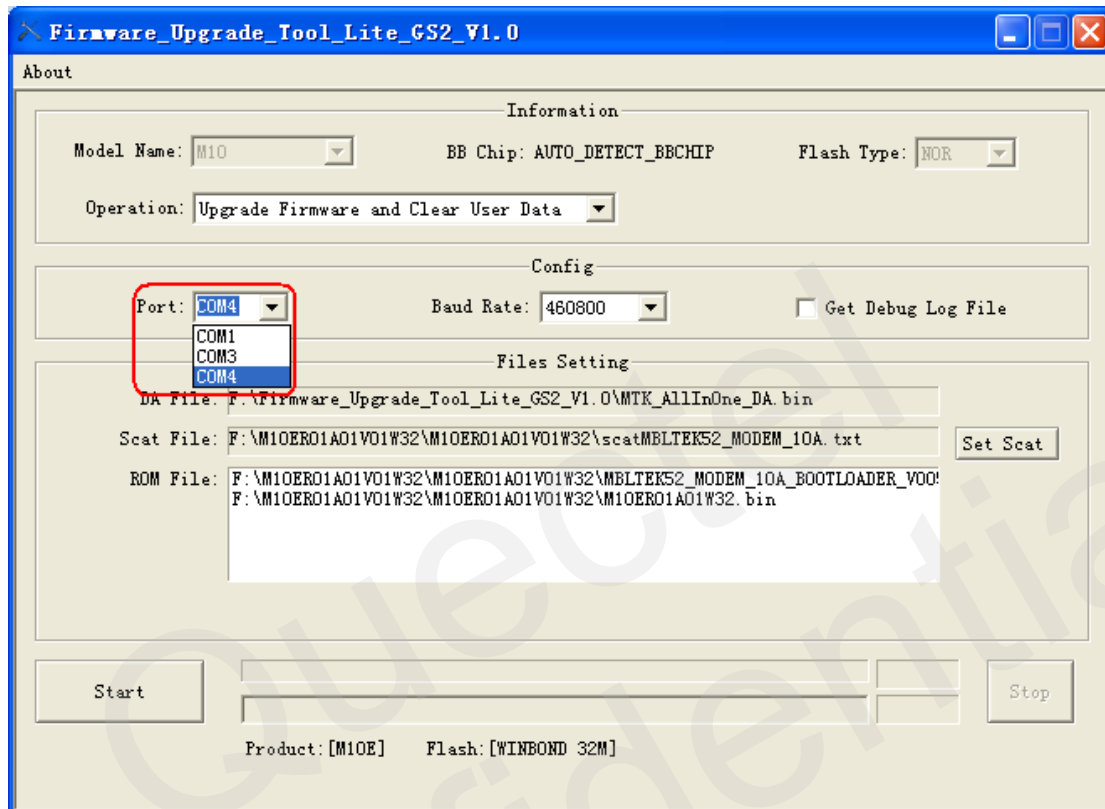 Firmware_Upgrade_Tool_Lite_GS2_V1.0
About
Information
Model Name: M10 BB Chip: AUTO_DETECT_BBCHIP Flash Type: NOR
Operation: Upgrade Firmware and Clear User Data
Config
Port: COM4 Baud Rate: 460800 Get Debug Log File
COM1
COM3
COM4
Files Setting
DA File: F:\Firmware_Upgrade_Tool_Lite_GS2_V1.0\MTK_AllInOne_DA.bin
Scat File: F:\M10ER01A01V01W32\M10ER01A01V01W32\scatMBLTEK52_MODEM_10A.txt Set Scat
ROM File: F:\M10ER01A01V01W32\M10ER01A01V01W32\MBLTEK52_MODEM_10A_BOOTLOADER_V005
F:\M10ER01A01V01W32\M10ER01A01V01W32\M10ER01A01W32.bin
Start Stop
Product:[M10E] Flash:[WINBOND 32M]
Quectel